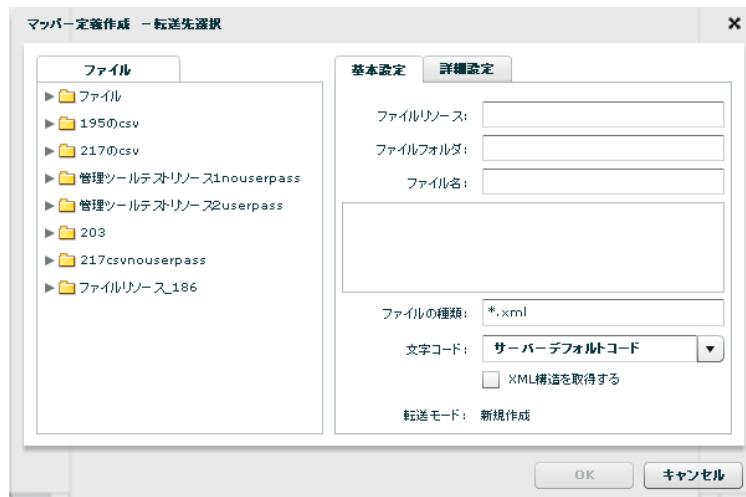 マッパー定義作成 －転送先選択
ファイル
ファイル
195のcsv
217のcsv
管理ツールテストリソース1nouserpass
管理ツールテストリソース2userpass
203
217csvnouserpass
ファイルリソース_186
基本設定
詳細設定
ファイルリソース:
ファイルフォルダ:
ファイル名:
ファイルの種類:
*.xml
文字コード:
サーバーデフォルトコード
XML構造を取得する
転送モード: 新規作成
OK
キャンセル